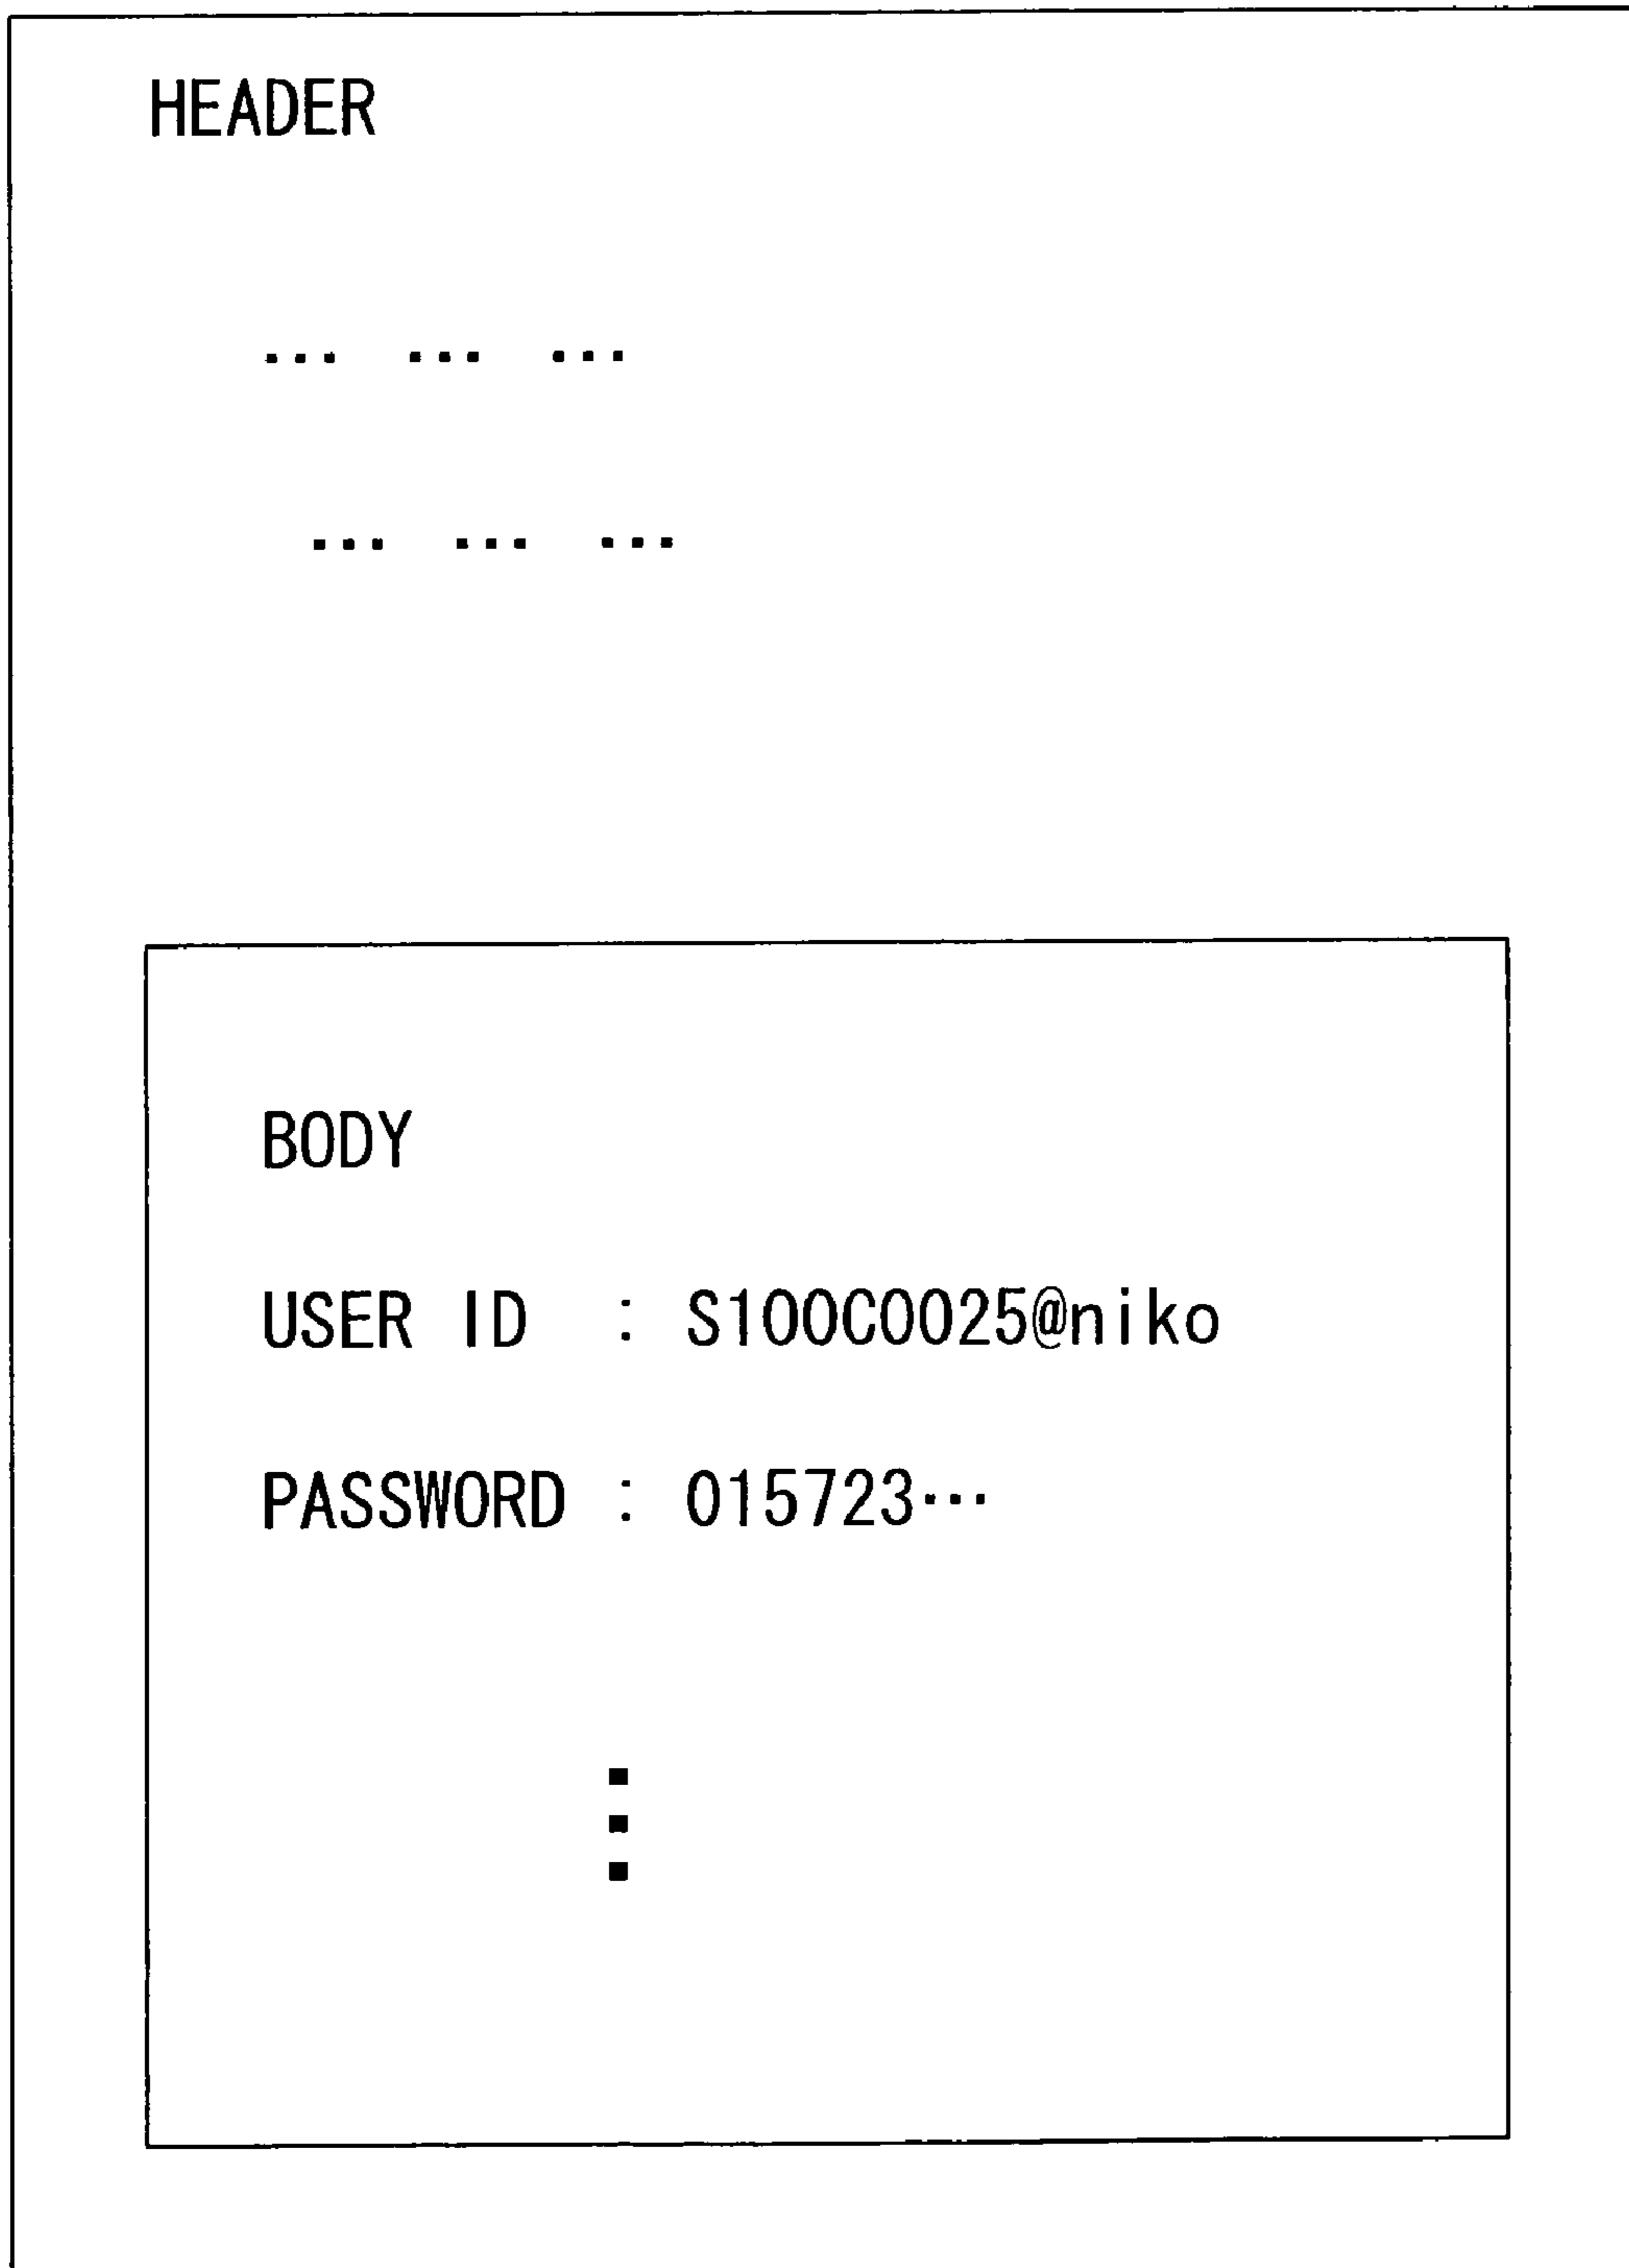 HEADER
... ... ...
... ... ...
BODY
USER ID : S100C0025@niko
PASSWORD : 015723...